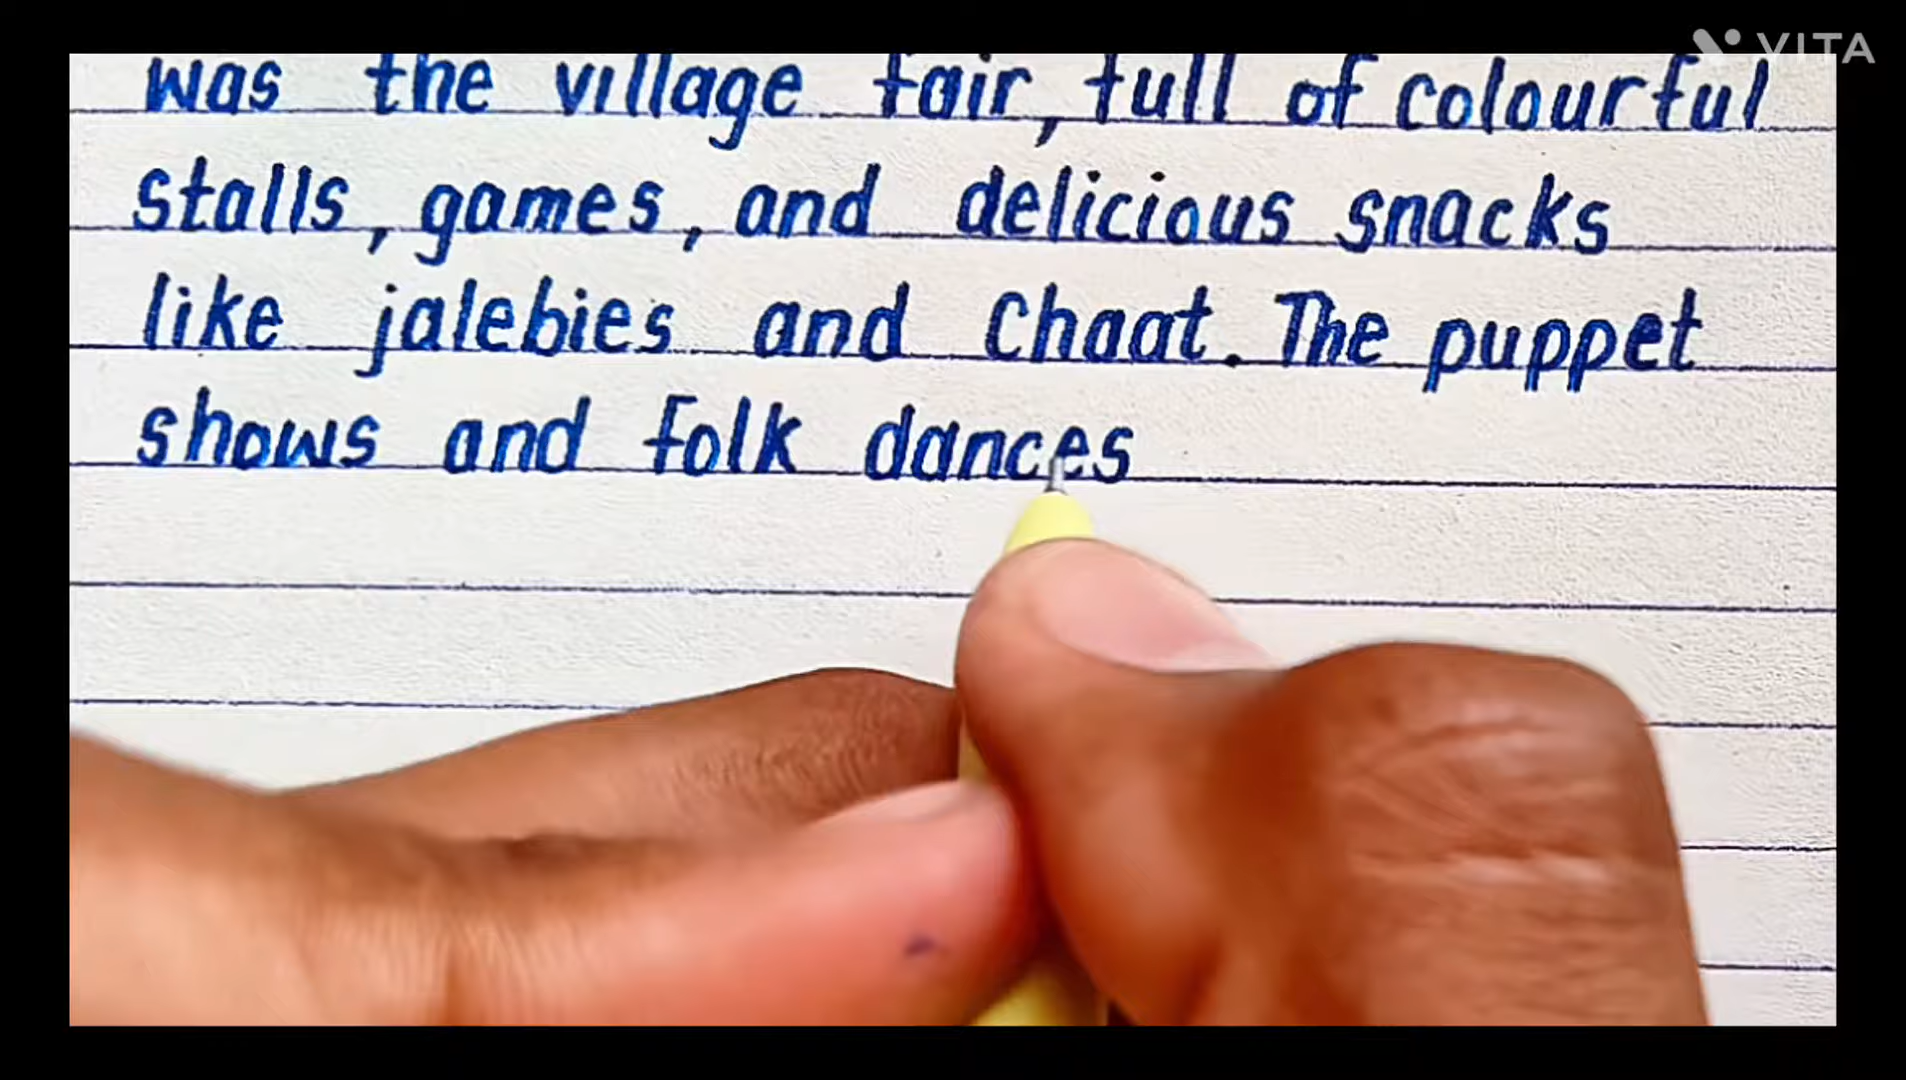 VITA
was the village fair, full of colourful
stalls, games, and delicious snacks
like jalebies and Chaat. The puppet
shows and folk dances